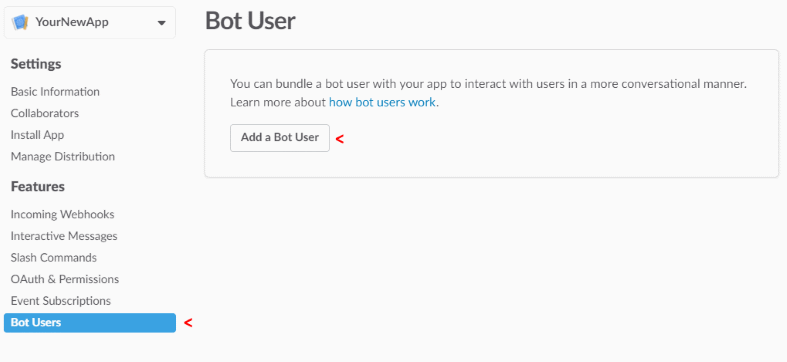 YourNewApp
Settings
Basic Information
Collaborators
Install App
Manage Distribution
Features
Incoming Webhooks
Interactive Messages
Slash Commands
OAuth & Permissions
Event Subscriptions
Bot Users
<
Bot User
You can bundle a bot user with your app to interact with users in a more conversational manner.
Learn more about how bot users work.
Add a Bot User
<